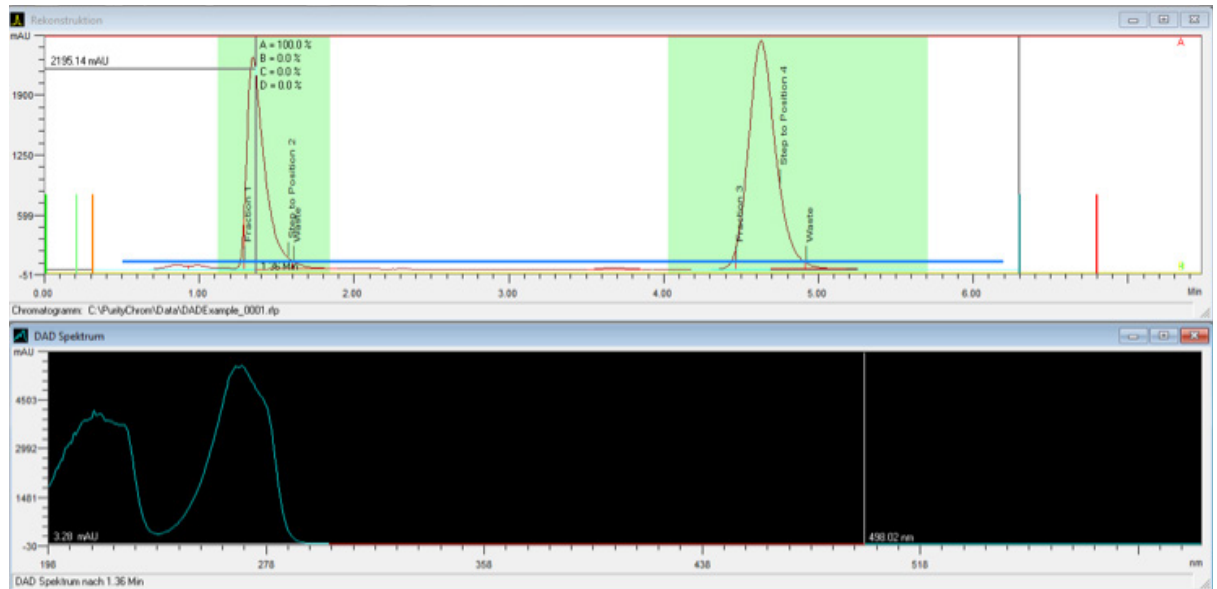 Rekonstruktion
mAU
A
2195.14 mAU
A = 100.0 %
B = 0.0 %
C = 0.0 %
D = 0.0 %
1900
1250
599
-51
Fraction 1
Step to Position 2
Waste
1.36 Min
Fraction 3
Step to Position 4
Waste
0.00 1.00 2.00 3.00 4.00 5.00 6.00 Min
Chromatogramm: C:\PurityChrom\Data\DADExample_0001.rlp
DAD Spektrum
mAU
4503
2992
1481
-30
3.28 mAU
498.02 nm
198 278 358 438 518 nm
DAD Spektrum nach 1.36 Min